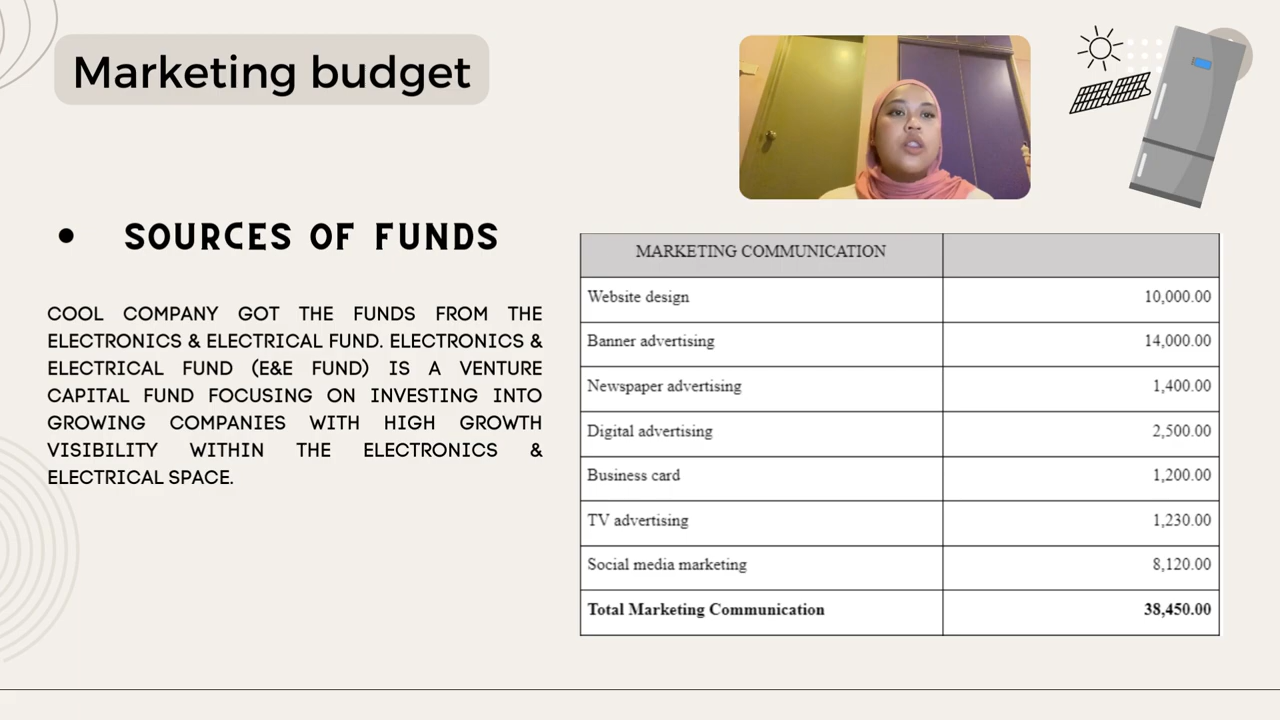 Marketing budget
• SOURCES OF FUNDS
COOL COMPANY GOT THE FUNDS FROM THE
ELECTRONICS & ELECTRICAL FUND. ELECTRONICS &
ELECTRICAL FUND (E&E FUND) IS A VENTURE
CAPITAL FUND FOCUSING ON INVESTING INTO
GROWING COMPANIES WITH HIGH GROWTH
VISIBILITY WITHIN THE ELECTRONICS &
ELECTRICAL SPACE.
MARKETING COMMUNICATION
Website design 10,000.00
Banner advertising 14,000.00
Newspaper advertising 1,400.00
Digital advertising 2,500.00
Business card 1,200.00
TV advertising 1,230.00
Social media marketing 8,120.00
Total Marketing Communication 38,450.00